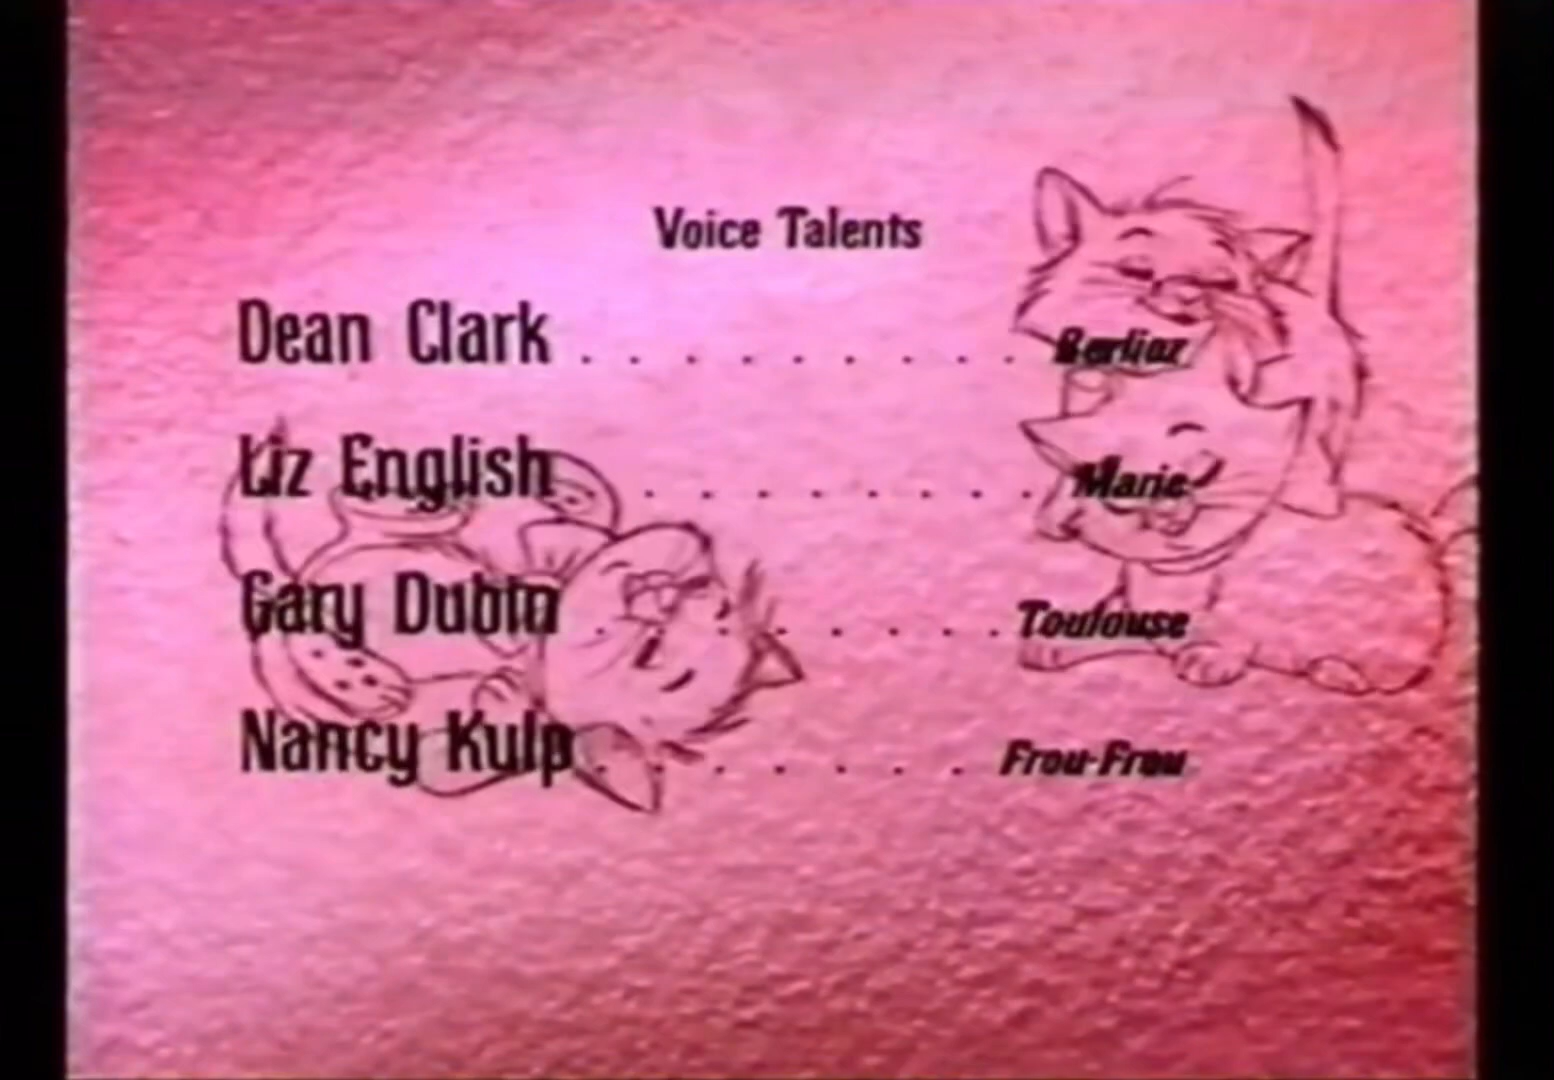 Voice Talents
Dean Clark . . . . . . . . . Berlioz
Liz English . . . . . . . . Marie
Gary Dubin . . . . . . . . Toulouse
Nancy Kulp . . . . . . . Frou-Frou